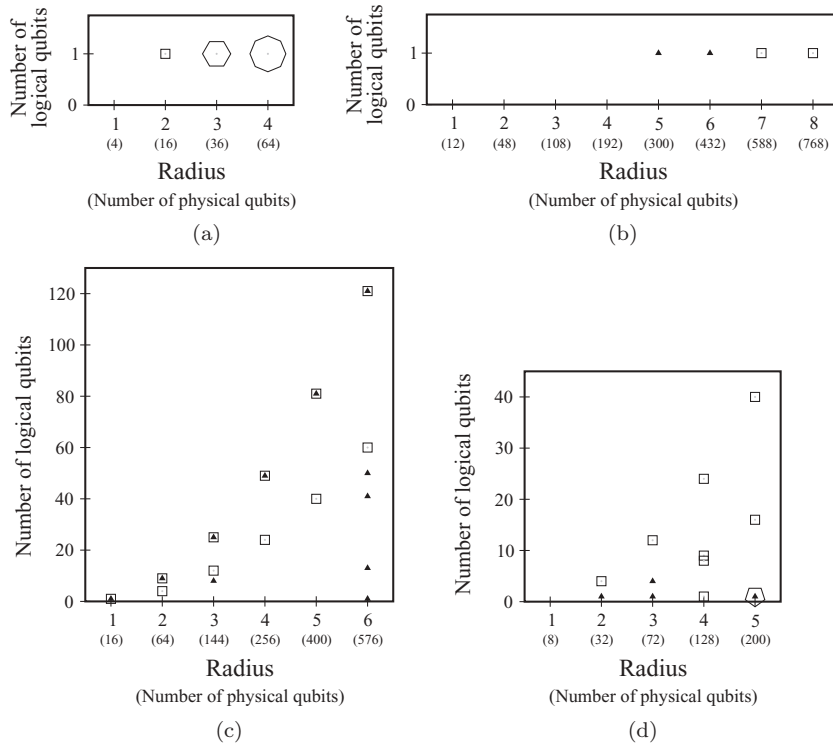 Number of
logical qubits
1
0
1 2 3 4
(4) (16) (36) (64)
Radius
(Number of physical qubits)
(a)
Number of
logical qubits
1
0
1 2 3 4 5 6 7 8
(12) (48) (108) (192) (300) (432) (588) (768)
Radius
(Number of physical qubits)
(b)
Number of logical qubits
120
100
80
60
40
20
0
1 2 3 4 5 6
(16) (64) (144) (256) (400) (576)
Radius
(Number of physical qubits)
(c)
Number of logical qubits
40
30
20
10
0
1 2 3 4 5
(8) (32) (72) (128) (200)
Radius
(Number of physical qubits)
(d)